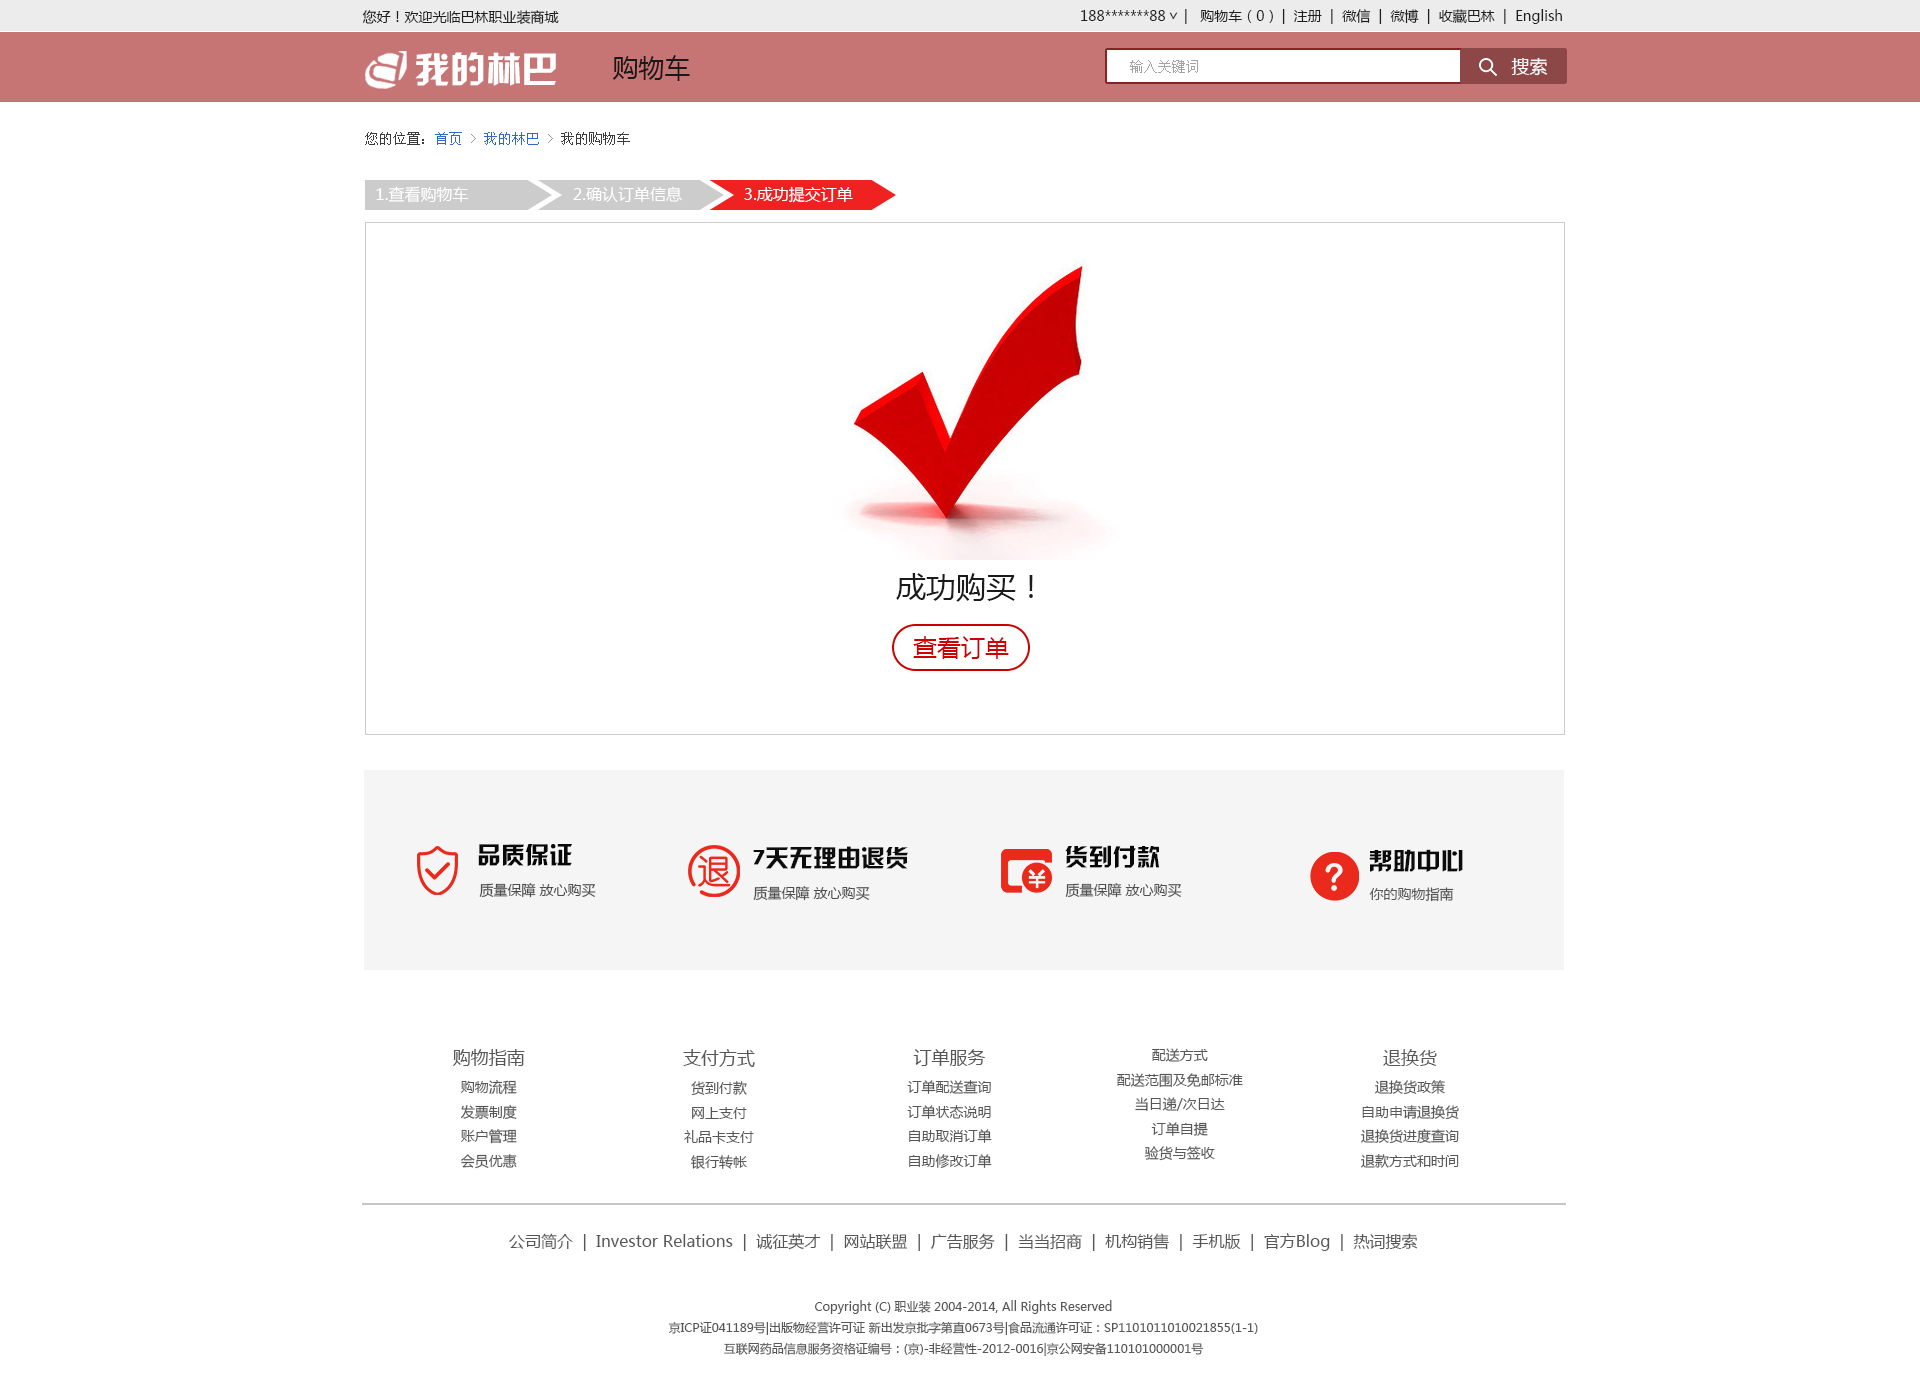 您好！欢迎光临巴林职业装商城
188*******88 | 购物车（0）| 注册 | 微信 | 微博 | 收藏巴林 | English
我的林巴 购物车 输入关键词 搜索
您的位置：首页 > 我的林巴 > 我的购物车
1.查看购物车 2.确认订单信息 3.成功提交订单
成功购买！
查看订单
品质保证
质量保障 放心购买
退
7天无理由退货
质量保障 放心购买
¥
货到付款
质量保障 放心购买
?
帮助中心
你的购物指南
购物指南
购物流程
发票制度
账户管理
会员优惠
支付方式
货到付款
网上支付
礼品卡支付
银行转帐
订单服务
订单配送查询
订单状态说明
自助取消订单
自助修改订单
配送方式
配送范围及免邮标准
当日递/次日达
订单自提
验货与签收
退换货
退换货政策
自助申请退换货
退换货进度查询
退款方式和时间
公司简介 | Investor Relations | 诚征英才 | 网站联盟 | 广告服务 | 当当招商 | 机构销售 | 手机版 | 官方Blog | 热词搜索
Copyright (C) 职业装 2004-2014, All Rights Reserved
京ICP证041189号|出版物经营许可证 新出发京批字第直0673号|食品流通许可证：SP1101011010021855(1-1)
互联网药品信息服务资格证编号：(京)-非经营性-2012-0016|京公网安备110101000001号